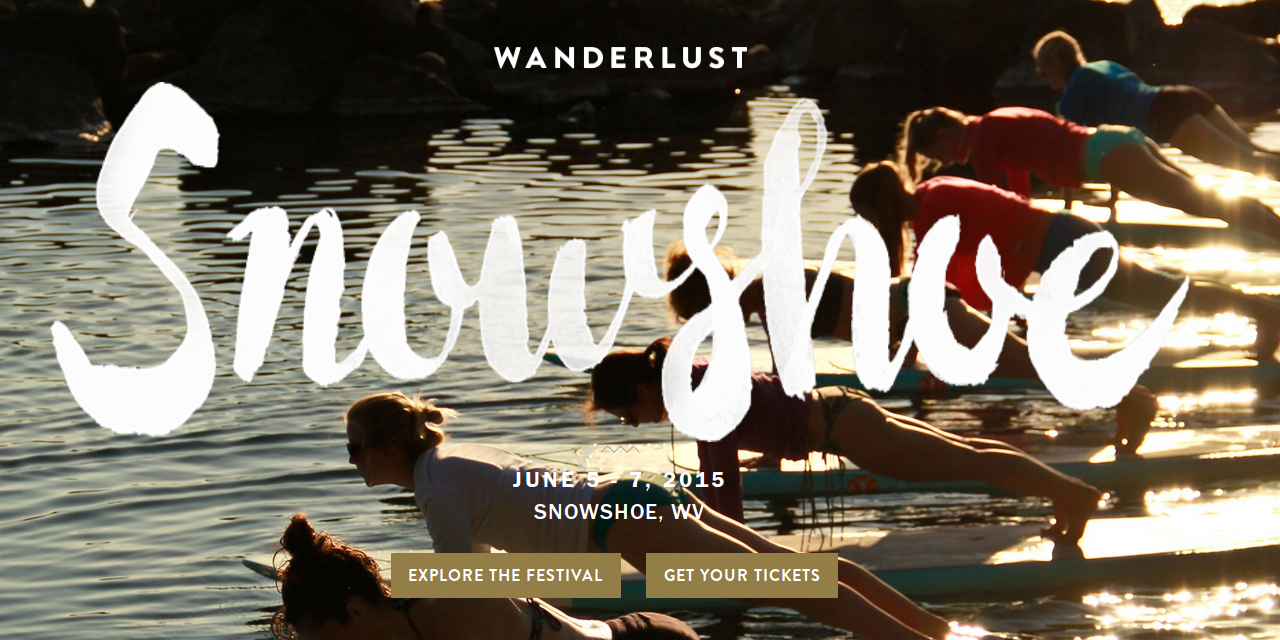 WANDERLUST
Snowshoe
JUNE 5 - 7, 2015
SNOWSHOE, WV
EXPLORE THE FESTIVAL
GET YOUR TICKETS